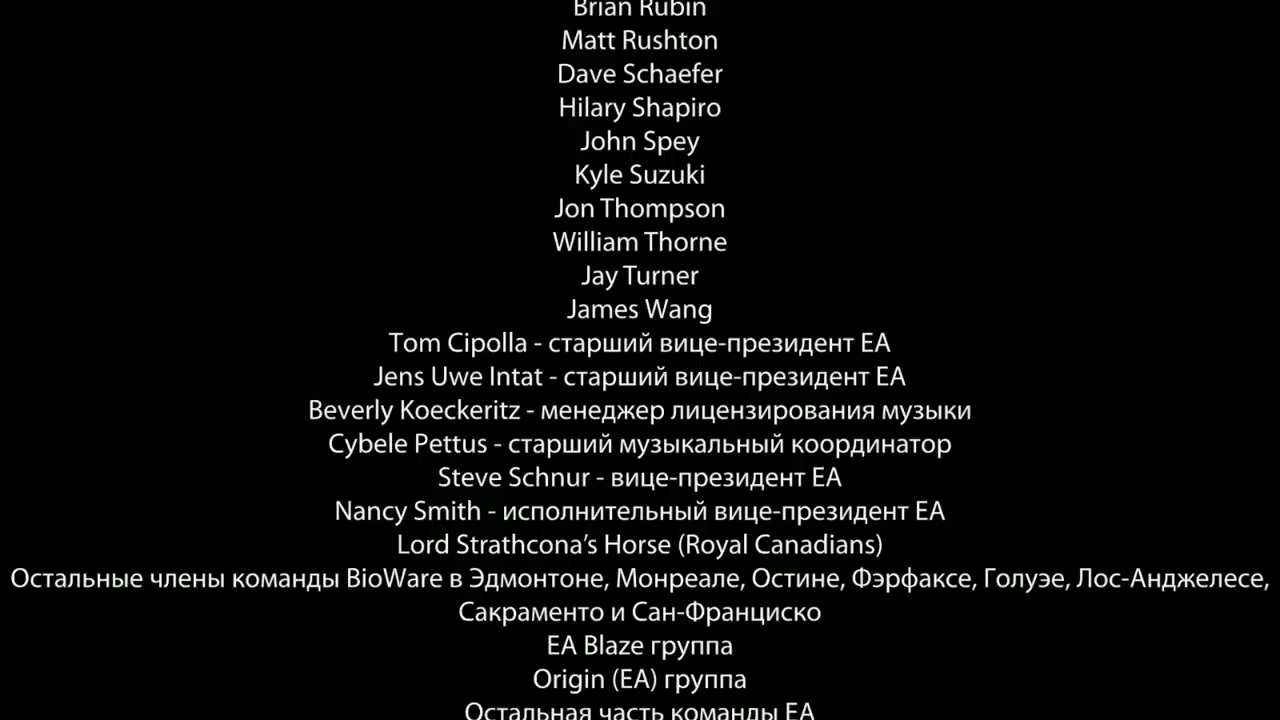 Brian Rubin
Matt Rushton
Dave Schaefer
Hilary Shapiro
John Spey
Kyle Suzuki
Jon Thompson
William Thorne
Jay Turner
James Wang
Tom Cipolla - старший вице-президент EA
Jens Uwe Intat - старший вице-президент EA
Beverly Koeckeritz - менеджер лицензирования музыки
Cybele Pettus - старший музыкальный координатор
Steve Schnur - вице-президент EA
Nancy Smith - исполнительный вице-президент EA
Lord Strathcona’s Horse (Royal Canadians)
Остальные члены команды BioWare в Эдмонтоне, Монреале, Остине, Фэрфаксе, Голуэе, Лос-Анджелесе,
Сакраменто и Сан-Франциско
EA Blaze группа
Origin (EA) группа
Остальная часть команды EA